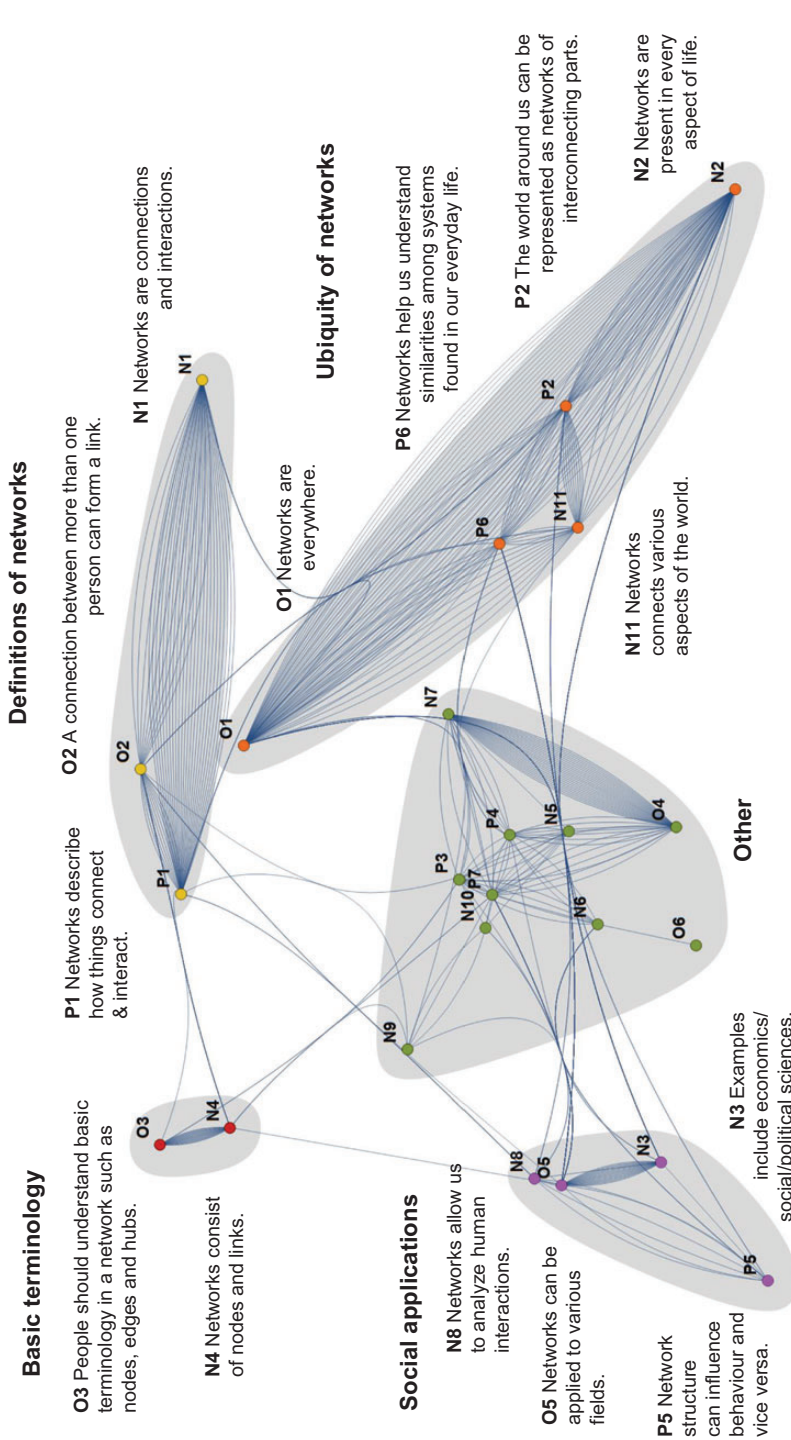 Basic terminology
O3 People should understand basic
terminology in a network such as
nodes, edges and hubs.
N4 Networks consist
of nodes and links.
O3
N4
Definitions of networks
P1 Networks describe
how things connect
& interact.
O2 A connection between more than one
person can form a link.
N1 Networks are connections
and interactions.
P1
O2
N1
Ubiquity of networks
O1 Networks are
everywhere.
P6 Networks help us understand
similarities among systems
found in our everyday life.
P2 The world around us can be
represented as networks of
interconnecting parts.
N2 Networks are
present in every
aspect of life.
N11 Networks
connects various
aspects of the world.
O1
P6
N11
P2
N2
Social applications
N8 Networks allow us
to analyze human
interactions.
O5 Networks can be
applied to various
fields.
P5 Network
structure
can influence
behaviour and
vice versa.
N3 Examples
include economics/
social/political sciences.
N8
O5
N3
P5
Other
N9
N7
P3
N10
P7
P4
N5
N6
O4
O6